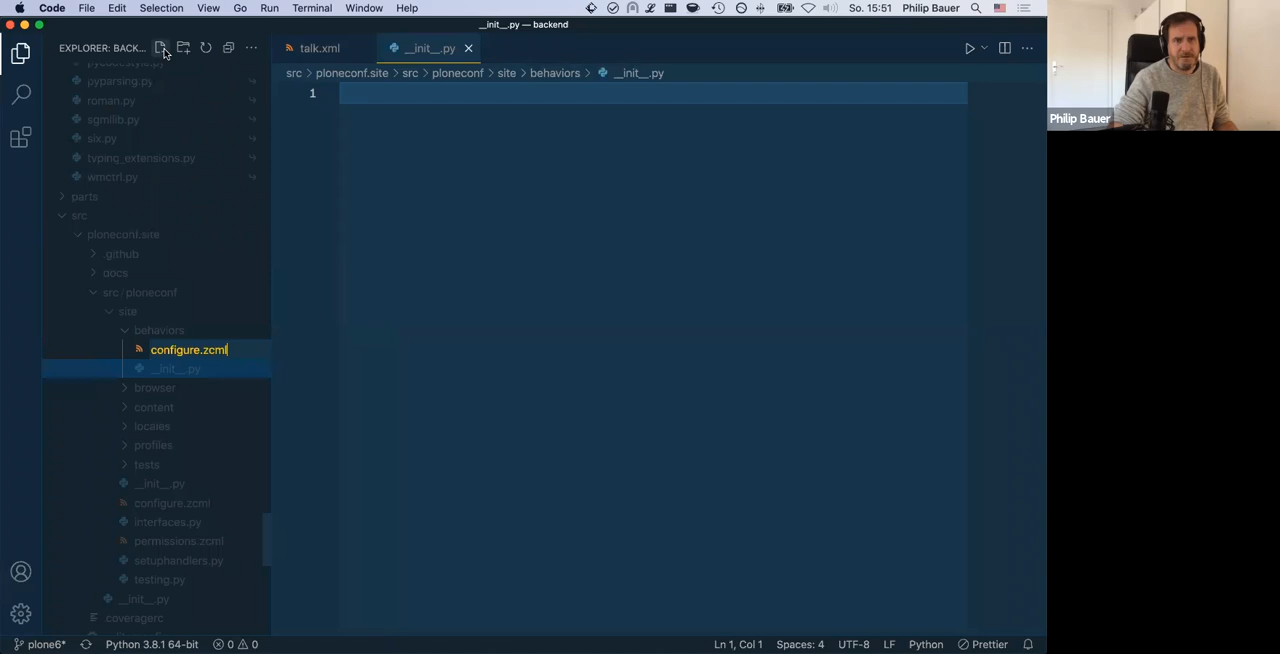 Code File Edit Selection View Go Run Terminal Window Help So. 15:51 Philip Bauer
__init__.py — backend
EXPLORER: BACK... talk.xml __init__.py
src ploneconf.site src ploneconf site behaviors __init__.py
1
pyparsing.py
roman.py
sgmllib.py
six.py
typing_extensions.py
wmctrl.py
parts
src
ploneconf.site
.github
docs
src/ploneconf
site
behaviors
configure.zcml
__init__.py
browser
content
locales
profiles
tests
__init__.py
configure.zcml
interfaces.py
permissions.zcml
setuphandlers.py
testing.py
__init__.py
coveragerc
plone6* Python 3.8.1 64-bit 0 0 Ln 1, Col 1 Spaces: 4 UTF-8 LF Python Prettier
Philip Bauer